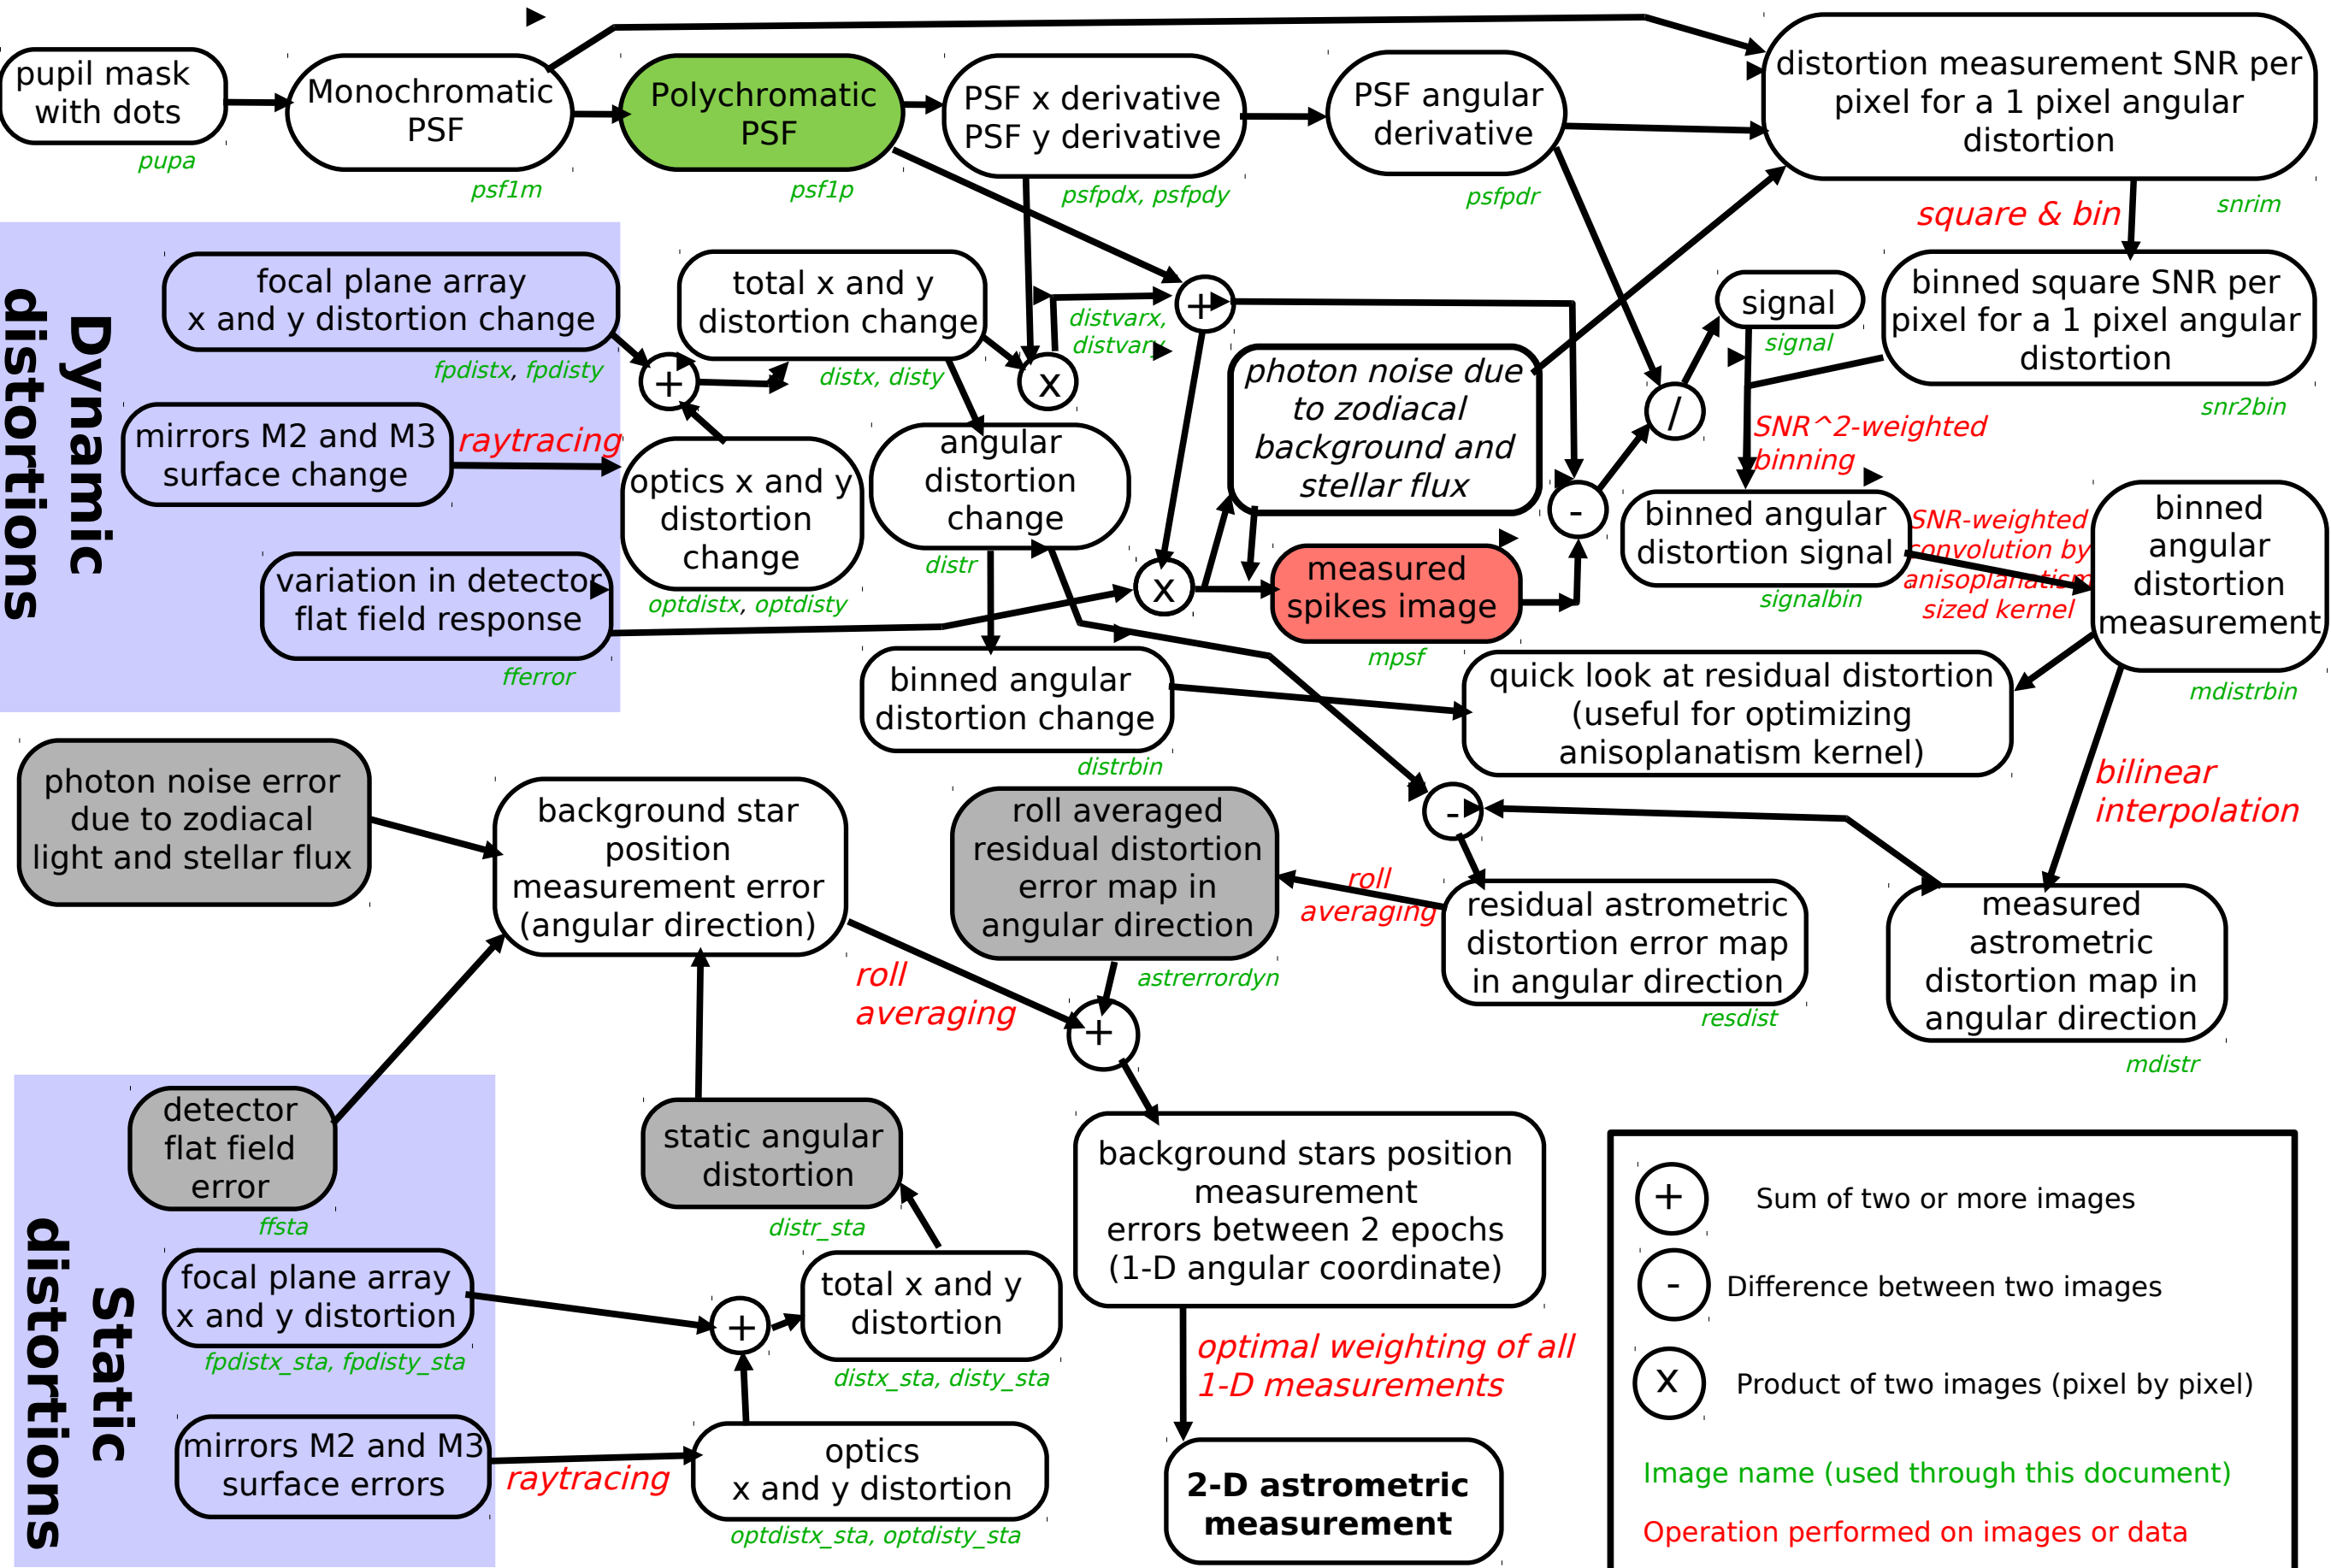 pupil mask
with dots
pupa
Monochromatic
PSF
psf1m
Polychromatic
PSF
psf1p
PSF x derivative
PSF y derivative
psfpdx, psfpdy
PSF angular
derivative
psfpdr
distortion measurement SNR per
pixel for a 1 pixel angular
distortion
snrim
square & bin
Dynamic
distortions
focal plane array
x and y distortion change
fpdistx, fpdisty
mirrors M2 and M3
surface change
raytracing
variation in detector
flat field response
fferror
+
total x and y
distortion change
distx, disty
optics x and y
distortion
change
optdistx, optdisty
x
distvarx,
distvary
+
angular
distortion
change
distr
photon noise due
to zodiacal
background and
stellar flux
x
measured
spikes image
mpsf
-
/
signal
signal
binned square SNR per
pixel for a 1 pixel angular
distortion
snr2bin
SNR^2-weighted
binning
binned angular
distortion signal
signalbin
SNR-weighted
convolution by
anisoplanatism
sized kernel
binned
angular
distortion
measurement
mdistrbin
binned angular
distortion change
distrbin
quick look at residual distortion
(useful for optimizing
anisoplanatism kernel)
bilinear
interpolation
photon noise error
due to zodiacal
light and stellar flux
background star
position
measurement error
(angular direction)
roll
averaging
roll averaged
residual distortion
error map in
angular direction
astrerrordyn
roll
averaging
-
residual astrometric
distortion error map
in angular direction
resdist
measured
astrometric
distortion map in
angular direction
mdistr
+
Static
distortions
detector
flat field
error
ffsta
focal plane array
x and y distortion
fpdistx_sta, fpdisty_sta
mirrors M2 and M3
surface errors
raytracing
static angular
distortion
distr_sta
+
total x and y
distortion
distx_sta, disty_sta
optics
x and y distortion
optdistx_sta, optdisty_sta
background stars position
measurement
errors between 2 epochs
(1-D angular coordinate)
optimal weighting of all
1-D measurements
2-D astrometric
measurement
+ Sum of two or more images
- Difference between two images
x Product of two images (pixel by pixel)
Image name (used through this document)
Operation performed on images or data